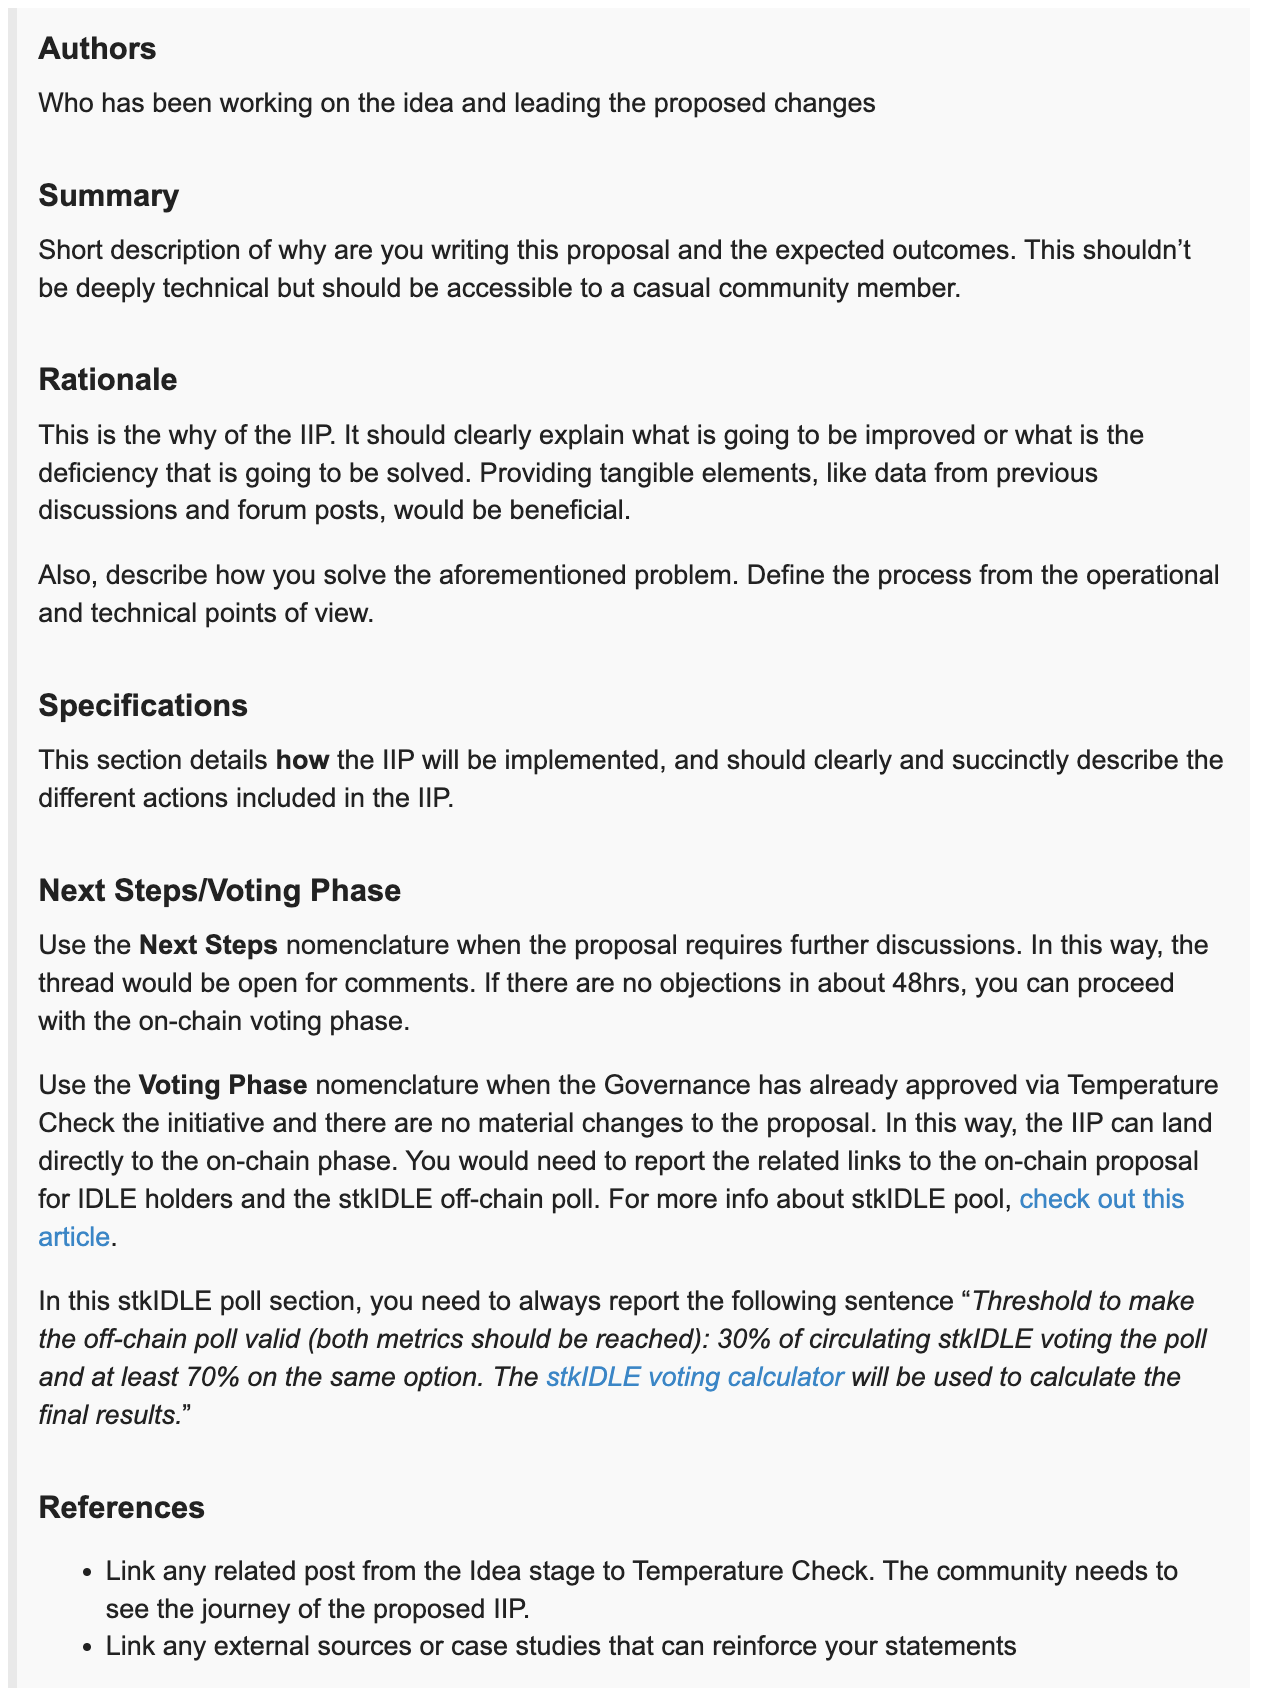 Authors
Who has been working on the idea and leading the proposed changes
Summary
Short description of why are you writing this proposal and the expected outcomes. This shouldn’t
be deeply technical but should be accessible to a casual community member.
Rationale
This is the why of the IIP. It should clearly explain what is going to be improved or what is the
deficiency that is going to be solved. Providing tangible elements, like data from previous
discussions and forum posts, would be beneficial.
Also, describe how you solve the aforementioned problem. Define the process from the operational
and technical points of view.
Specifications
This section details how the IIP will be implemented, and should clearly and succinctly describe the
different actions included in the IIP.
Next Steps/Voting Phase
Use the Next Steps nomenclature when the proposal requires further discussions. In this way, the
thread would be open for comments. If there are no objections in about 48hrs, you can proceed
with the on-chain voting phase.
Use the Voting Phase nomenclature when the Governance has already approved via Temperature
Check the initiative and there are no material changes to the proposal. In this way, the IIP can land
directly to the on-chain phase. You would need to report the related links to the on-chain proposal
for IDLE holders and the stkIDLE off-chain poll. For more info about stkIDLE pool, check out this
article.
In this stkIDLE poll section, you need to always report the following sentence “Threshold to make
the off-chain poll valid (both metrics should be reached): 30% of circulating stkIDLE voting the poll
and at least 70% on the same option. The stkIDLE voting calculator will be used to calculate the
final results.”
References
• Link any related post from the Idea stage to Temperature Check. The community needs to
see the journey of the proposed IIP.
• Link any external sources or case studies that can reinforce your statements